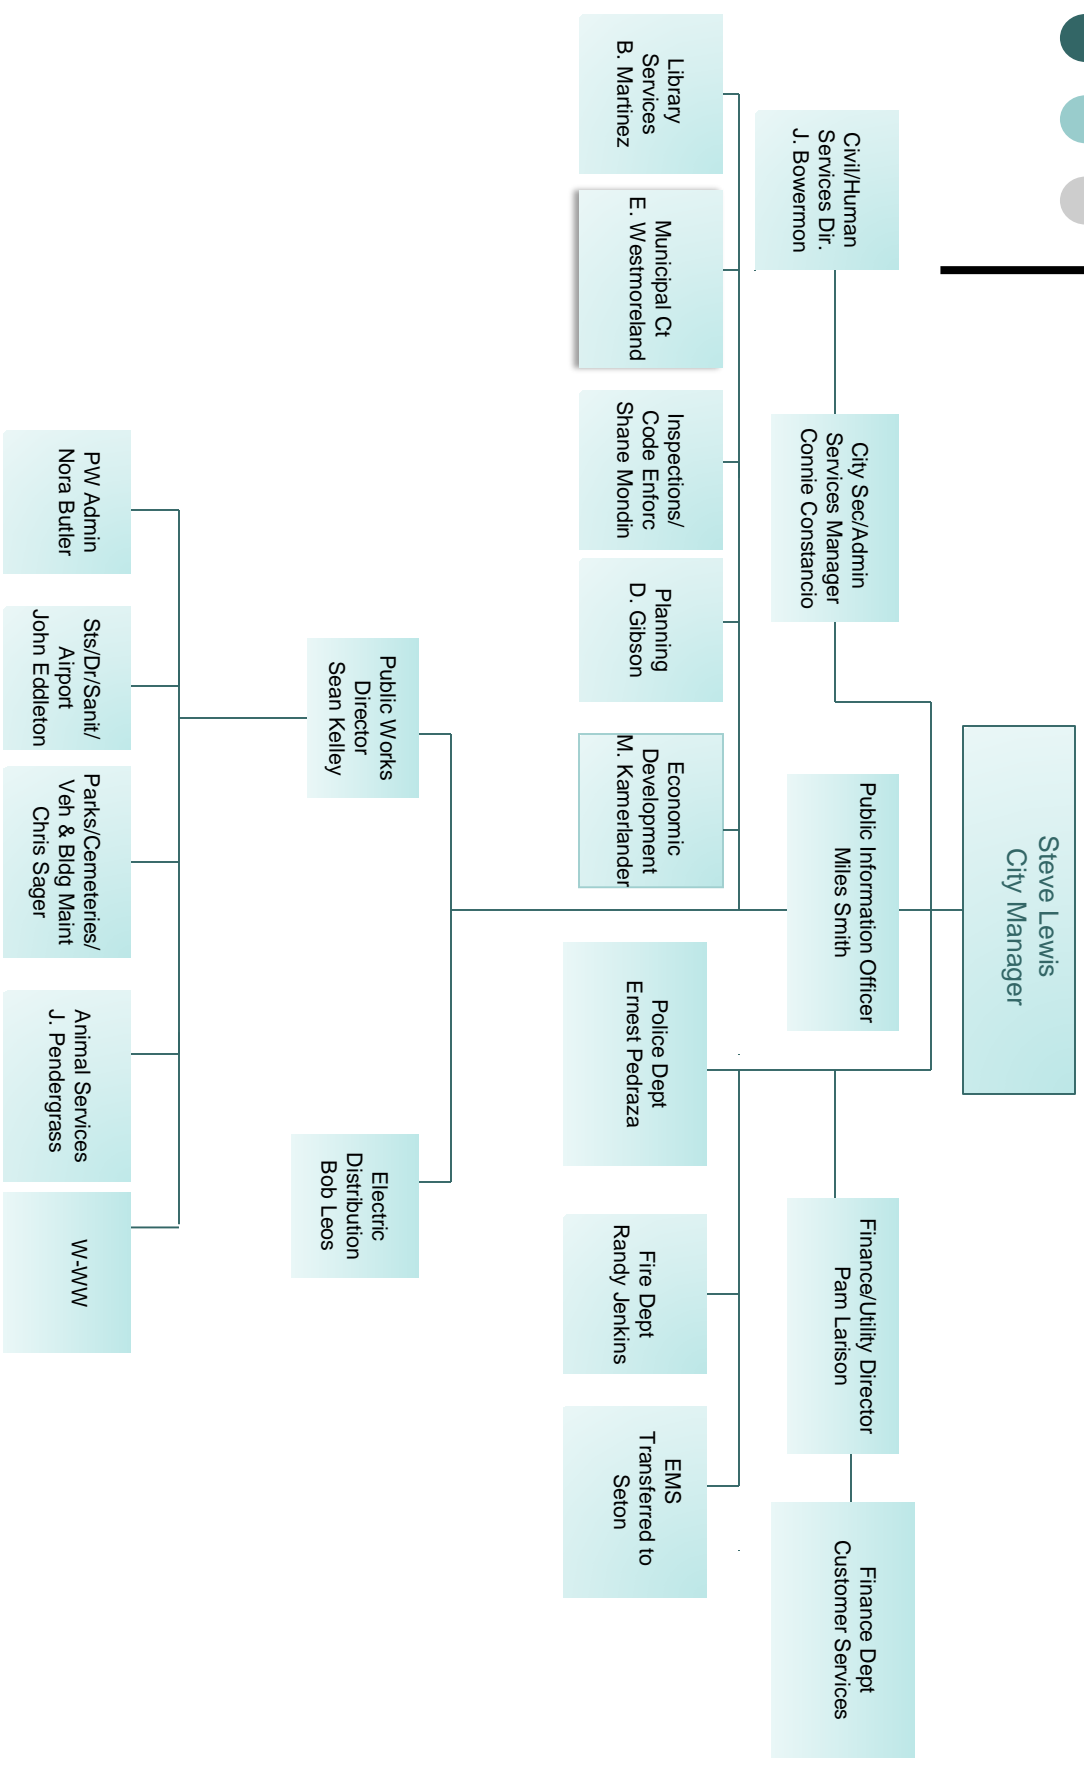 Steve Lewis
City Manager
Civil/Human
Services Dir.
J. Bowermon
City Sec/Admin
Services Manager
Connie Constancio
Public Information Officer
Miles Smith
Finance/Utility Director
Pam Larison
Finance Dept
Customer Services
Library
Services
B. Martinez
Municipal Ct
E. Westmoreland
Inspections/
Code Enforc
Shane Mondin
Planning
D. Gibson
Economic
Development
M. Kamerlander
Police Dept
Ernest Pedraza
Fire Dept
Randy Jenkins
EMS
Transferred to
Seton
Public Works
Director
Sean Kelley
Electric
Distribution
Bob Leos
PW Admin
Nora Butler
Sts/Dr/Sanit/
Airport
John Eddleton
Parks/Cemeteries/
Veh & Bldg Maint
Chris Sager
Animal Services
J. Pendergrass
W-WW